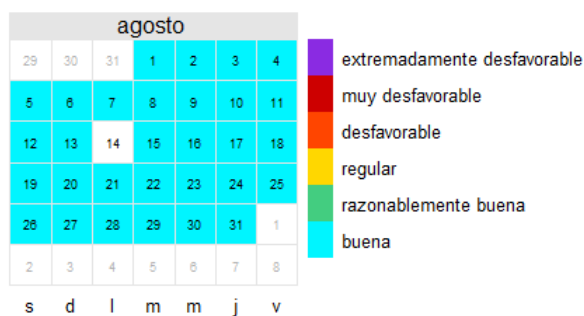 agosto
29 30 31 1 2 3 4
5 6 7 8 9 10 11
12 13 14 15 16 17 18
19 20 21 22 23 24 25
26 27 28 29 30 31 1
2 3 4 5 6 7 8
s d l m m j v
extremadamente desfavorable
muy desfavorable
desfavorable
regular
razonablemente buena
buena